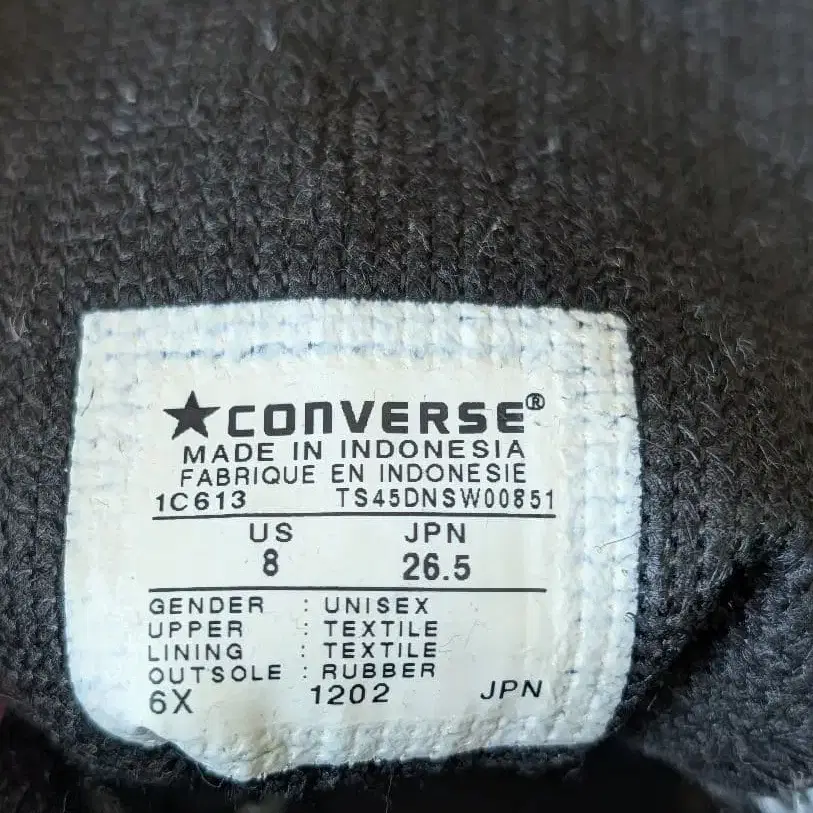 ★CONVERSE®
MADE IN INDONESIA
FABRIQUE EN INDONESIE
1C613 TS45DNSW00851
US JPN
8 26.5
GENDER : UNISEX
UPPER : TEXTILE
LINING : TEXTILE
OUTSOLE : RUBBER
6X 1202 JPN